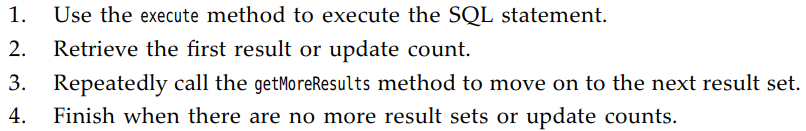 1. Use the execute method to execute the SQL statement.
2. Retrieve the first result or update count.
3. Repeatedly call the getMoreResults method to move on to the next result set.
4. Finish when there are no more result sets or update counts.